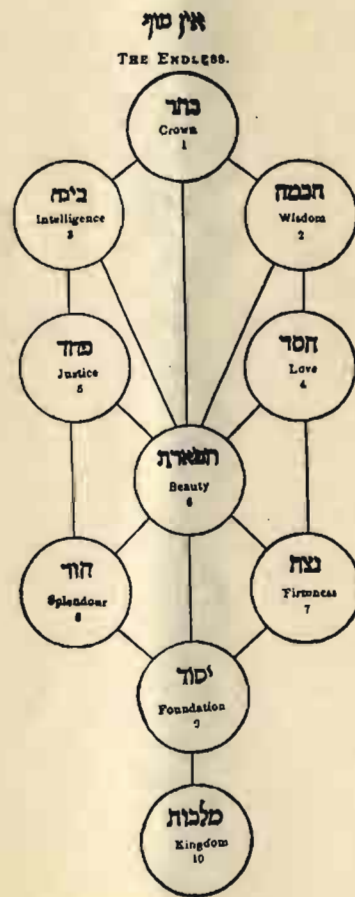 אין סוף
THE ENDLESS.
כתר
Crown
1
בינה
Intelligence
3
חכמה
Wisdom
2
פחד
Justice
5
חסד
Love
4
תפארת
Beauty
6
הוד
Splendour
8
נצח
Firmness
7
יסוד
Foundation
9
מלכות
Kingdom
10